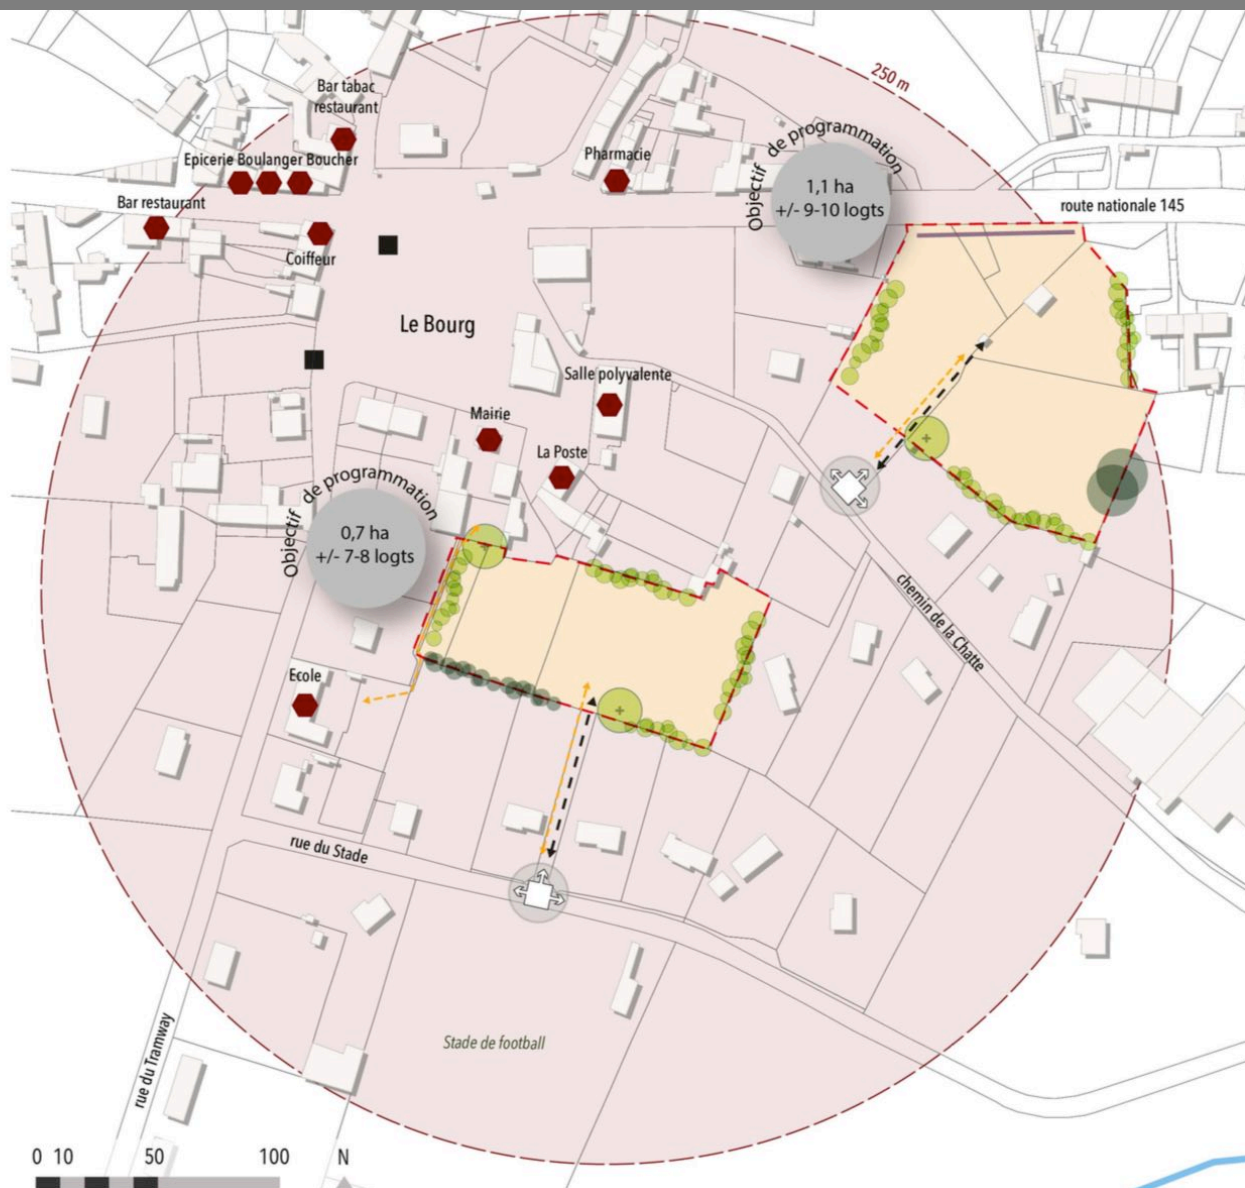 250 m
Bar tabac
restaurant
Objectif de programmation
1,1 ha
+/- 9-10 logts
Epicerie Boulanger Boucher
Pharmacie
Bar restaurant
route nationale 145
Coiffeur
Le Bourg
Salle polyvalente
Mairie
La Poste
Objectif de programmation
0,7 ha
+/- 7-8 logts
chemin de la Chatte
Ecole
rue du Stade
Stade de football
rue du Tramway
0 10 50 100 N